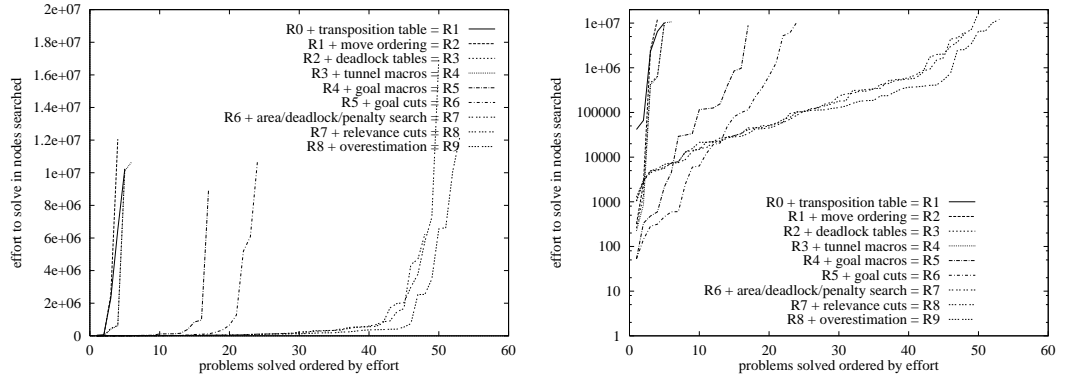 2e+07
1.8e+07
1.6e+07
1.4e+07
1.2e+07
1e+07
8e+06
6e+06
4e+06
2e+06
0
effort to solve in nodes searched
R0 + transposition table = R1
R1 + move ordering = R2
R2 + deadlock tables = R3
R3 + tunnel macros = R4
R4 + goal macros = R5
R5 + goal cuts = R6
R6 + area/deadlock/penalty search = R7
R7 + relevance cuts = R8
R8 + overestimation = R9
0 10 20 30 40 50 60
problems solved ordered by effort
1e+07
1e+06
100000
10000
1000
100
10
1
effort to solve in nodes searched
R0 + transposition table = R1
R1 + move ordering = R2
R2 + deadlock tables = R3
R3 + tunnel macros = R4
R4 + goal macros = R5
R5 + goal cuts = R6
R6 + area/deadlock/penalty search = R7
R7 + relevance cuts = R8
R8 + overestimation = R9
0 10 20 30 40 50 60
problems solved ordered by effort